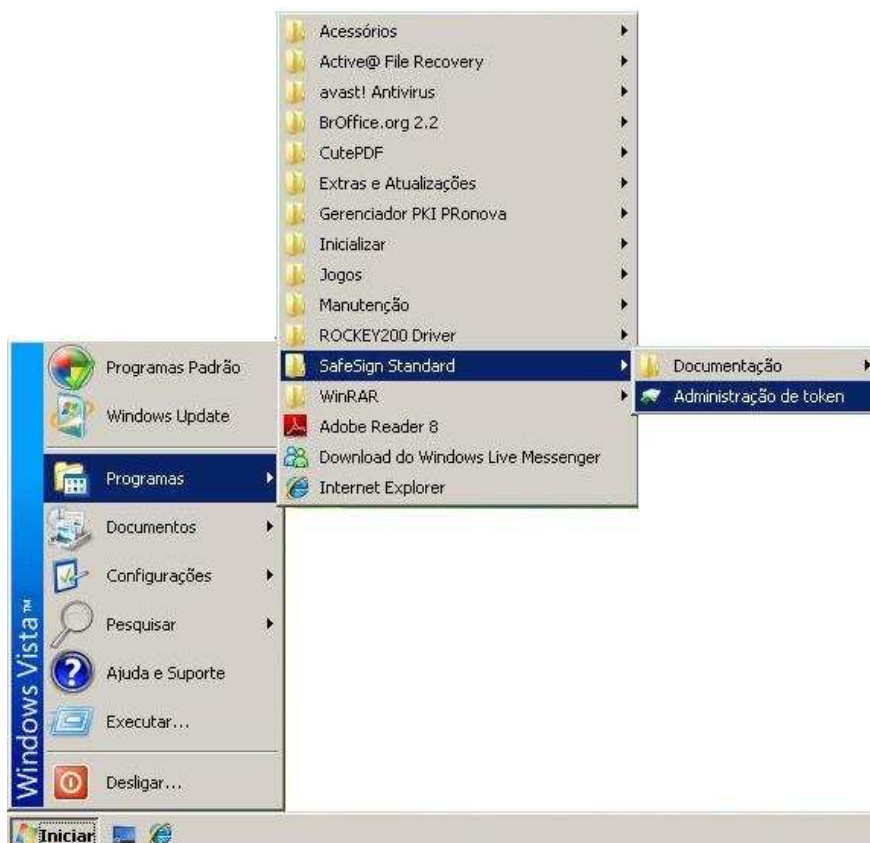 Acessórios
Active@ File Recovery
avast! Antivirus
BrOffice.org 2.2
CutePDF
Extras e Atualizações
Gerenciador PKI PRonova
Inicializar
Jogos
Manutenção
ROCKEY200 Driver
SafeSign Standard
WinRAR
Adobe Reader 8
Download do Windows Live Messenger
Internet Explorer
Documentação
Administração de token
Programas Padrão
Windows Update
Programas
Documentos
Configurações
Pesquisar
Ajuda e Suporte
Executar...
Desligar...
Windows Vista™
Iniciar